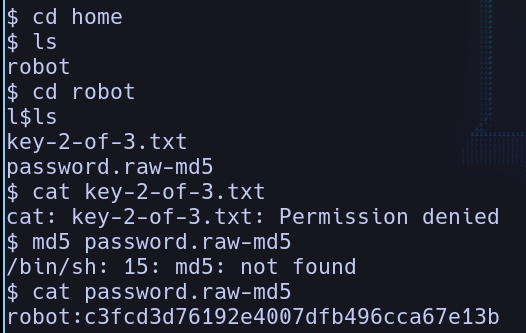 $ cd home
$ ls
robot
$ cd robot
l$ls
key-2-of-3.txt
password.raw-md5
$ cat key-2-of-3.txt
cat: key-2-of-3.txt: Permission denied
$ md5 password.raw-md5
/bin/sh: 15: md5: not found
$ cat password.raw-md5
robot:c3fcd3d76192e4007dfb496cca67e13b